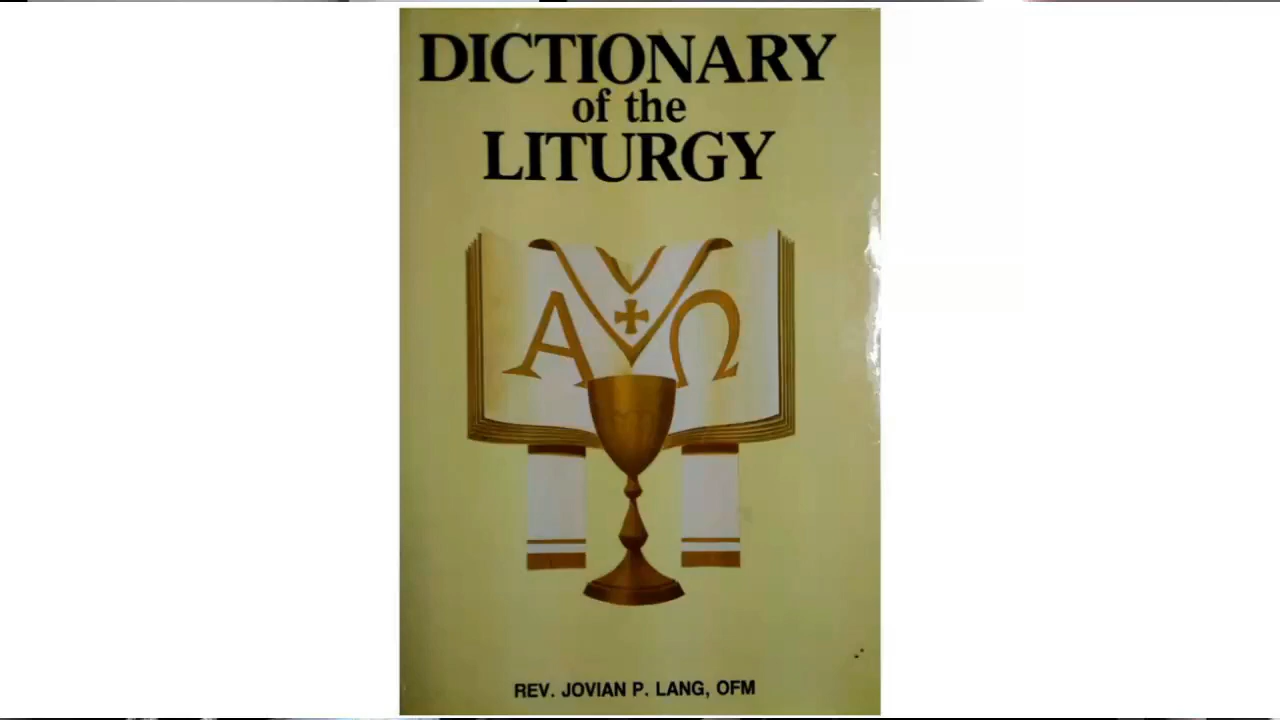 DICTIONARY
of the
LITURGY
Α Ω
REV. JOVIAN P. LANG, OFM